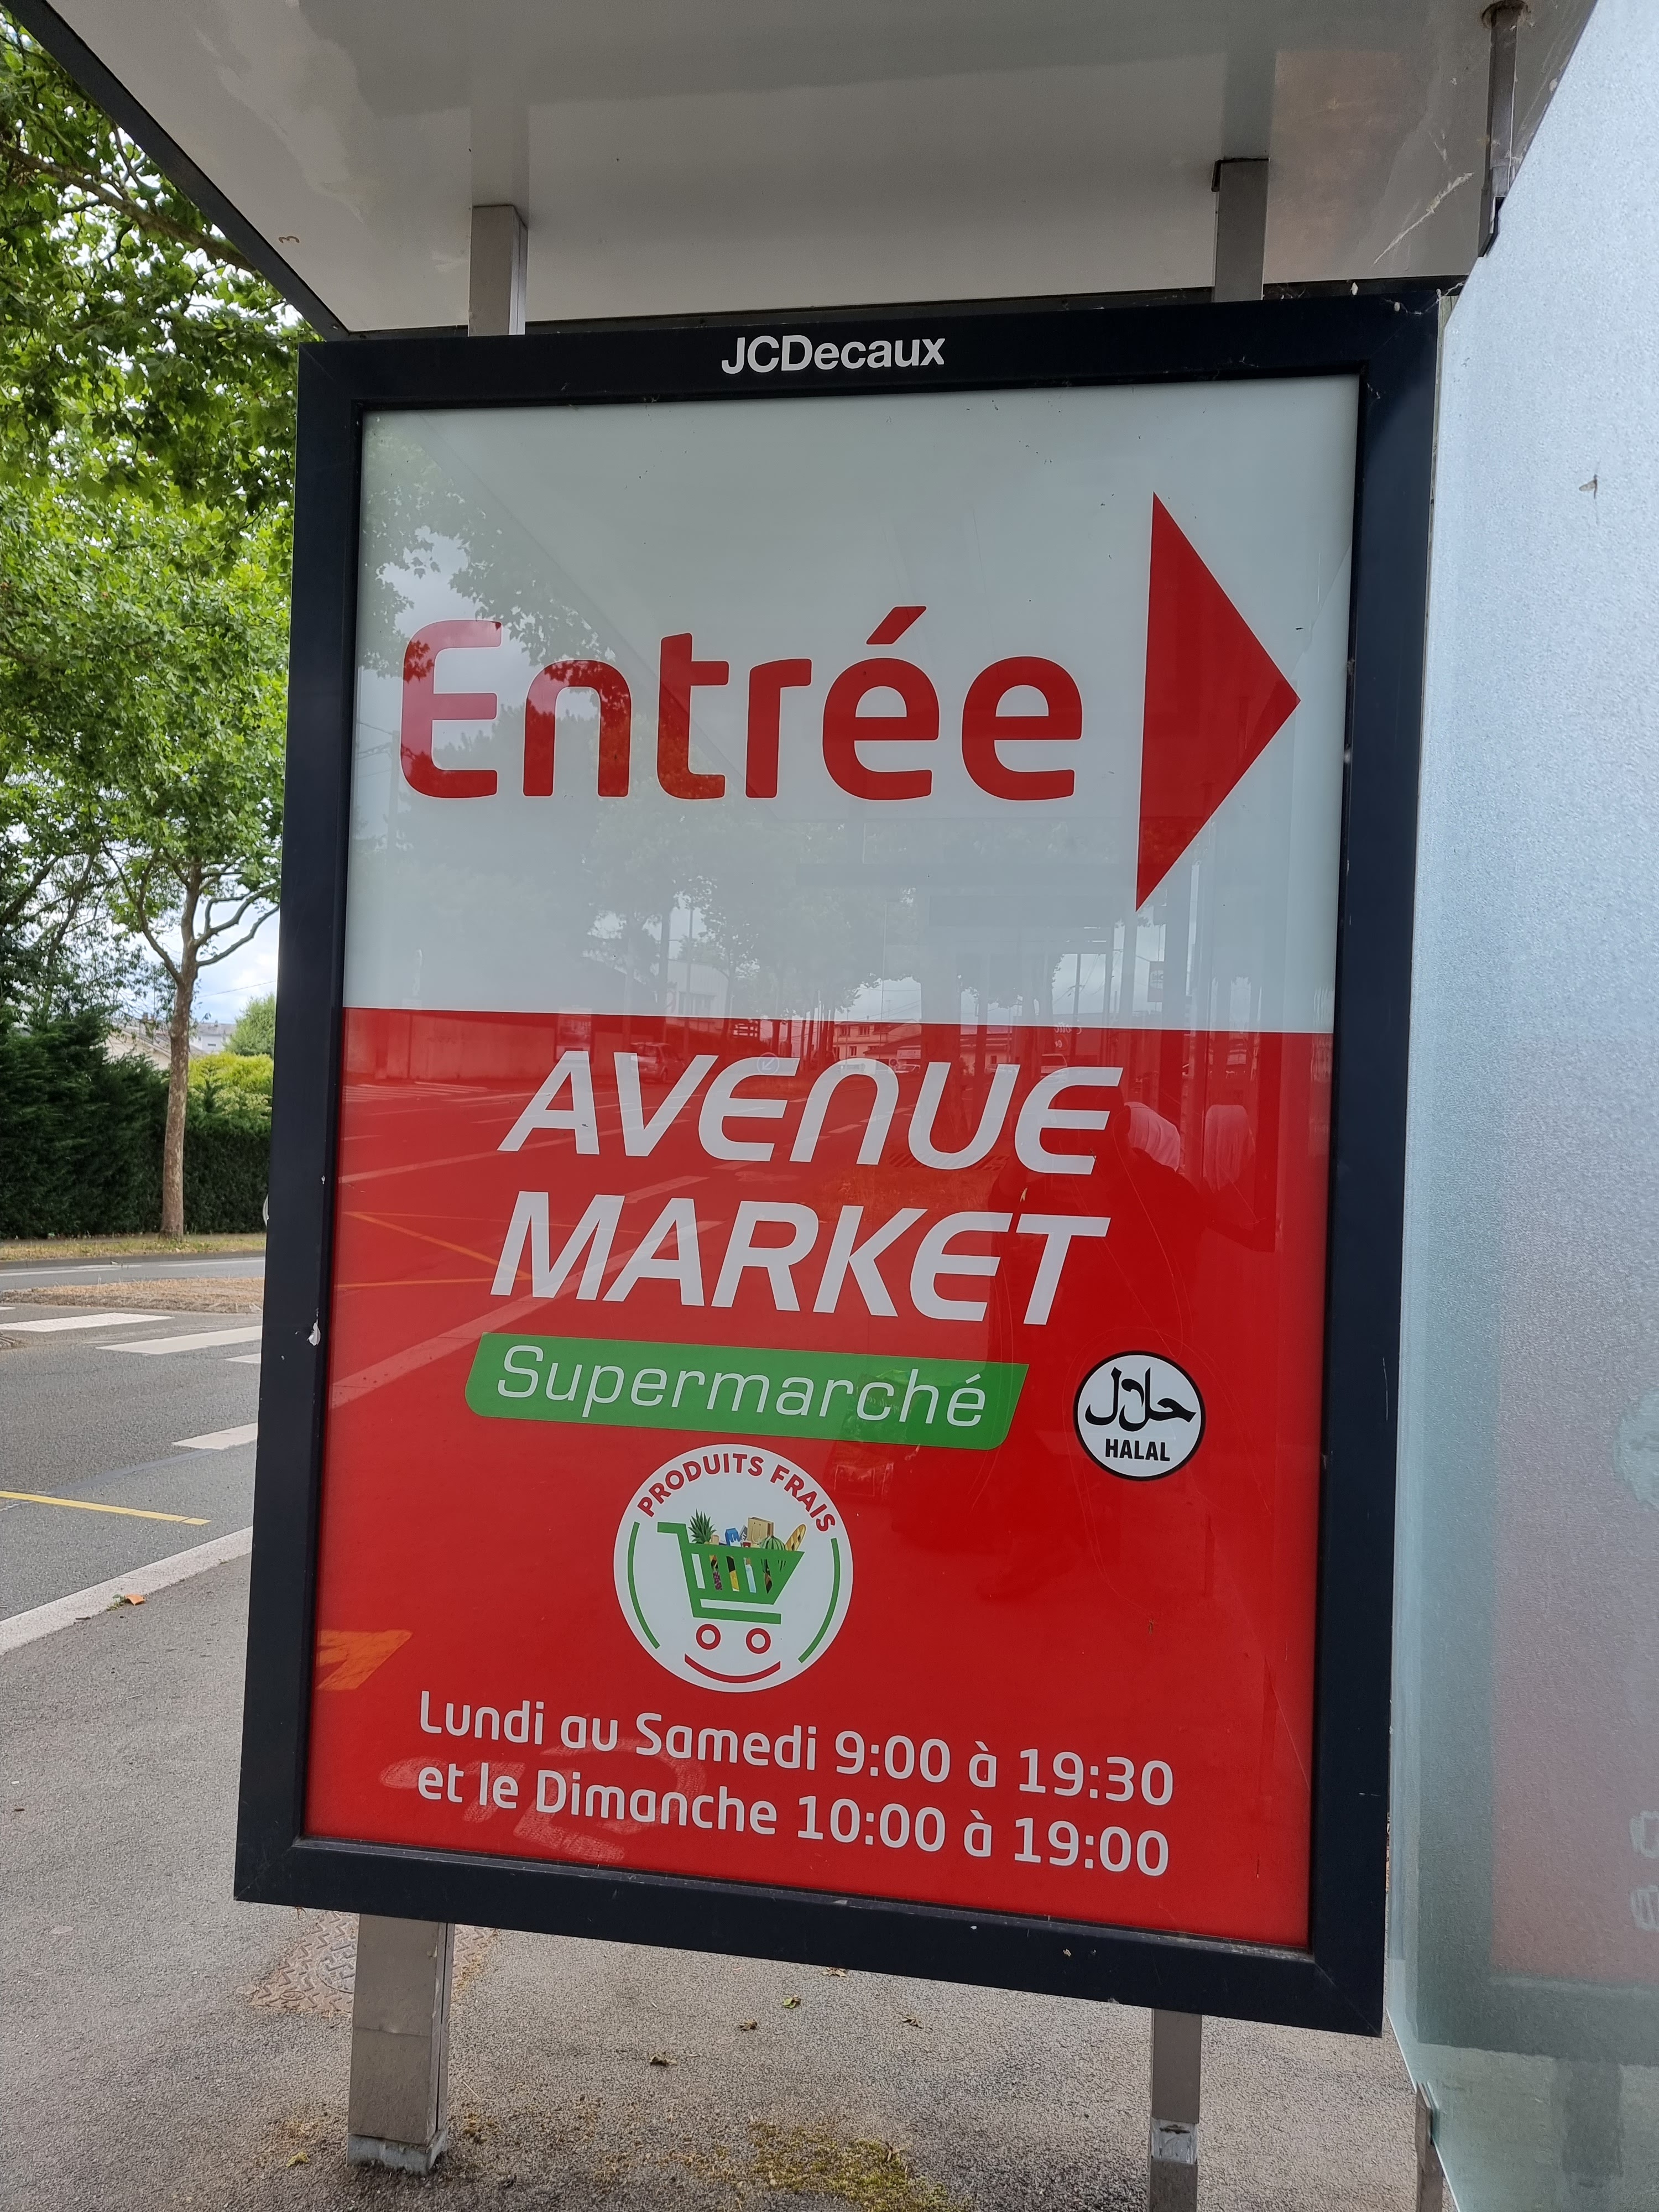 JCDecaux
Entrée
AVENUE
MARKET
Supermarché
حلال
HALAL
PRODUITS FRAIS
Lundi au Samedi 9:00 à 19:30
et le Dimanche 10:00 à 19:00